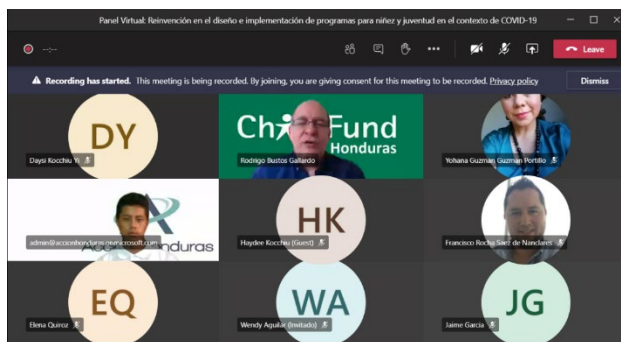 Panel Virtual: Reinvención en el diseño e implementación de programas para niñez y juventud en el contexto de COVID-19
--:--
Leave
Recording has started. This meeting is being recorded. By joining, you are giving consent for this meeting to be recorded. Privacy policy
Dismiss
DY
Daysi Kocchiu Yi
Ch Fund
Honduras
Rodrigo Bustos Gallardo
Yohana Guzman Guzman Portillo
admin@accionhonduras.onmicrosoft.com
nduras
HK
Haydee Kocchiu (Guest)
Francisco Rocha Sáez de Nanclares
EQ
Elena Quiroz
WA
Wendy Aguilar (Invitado)
JG
Jaime Garcia